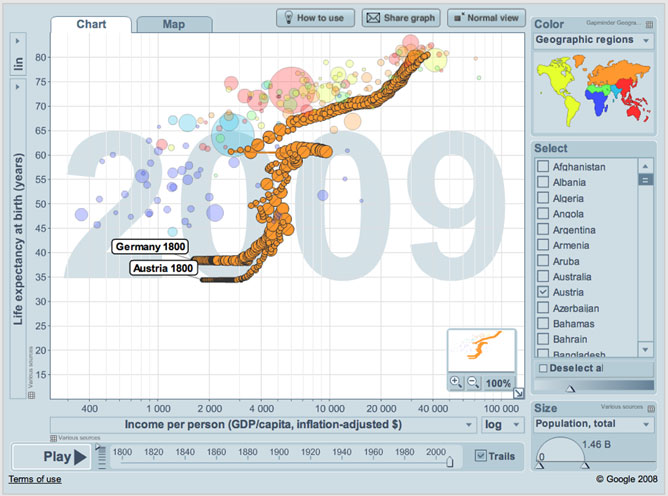 Chart
Map
How to use
Share graph
Normal view
Color
Gapminder Geogra...
Geographic regions
lin
80
75
70
65
60
55
50
45
40
35
30
25
20
15
Life expectancy at birth (years)
Various sources
2009
Germany 1800
Austria 1800
100%
Select
Afghanistan
Albania
Algeria
Angola
Argentina
Armenia
Aruba
Australia
Austria
Azerbaijan
Bahamas
Bahrain
Bangladesh
Deselect al
400
1 000
2 000
4 000
10 000
20 000
40 000
100 000
Income per person (GDP/capita, inflation-adjusted $)
log
Various sources
Size
Various sources
Population, total
1.46 B
0
0
Play
1800
1820
1840
1860
1880
1900
1920
1940
1960
1980
2000
Trails
Terms of use
© Google 2008